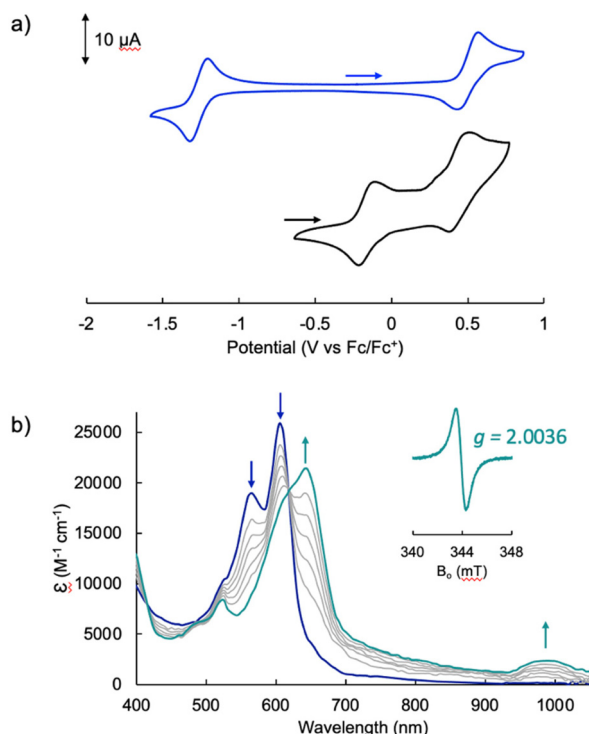 a)
10 µA
-2 -1.5 -1 -0.5 0 0.5 1
Potential (V vs Fc/Fc⁺)
b)
25000
20000
15000
10000
5000
0
ε (M⁻¹ cm⁻¹)
400 500 600 700 800 900 1000
Wavelength (nm)
g = 2.0036
340 344 348
B₀ (mT)